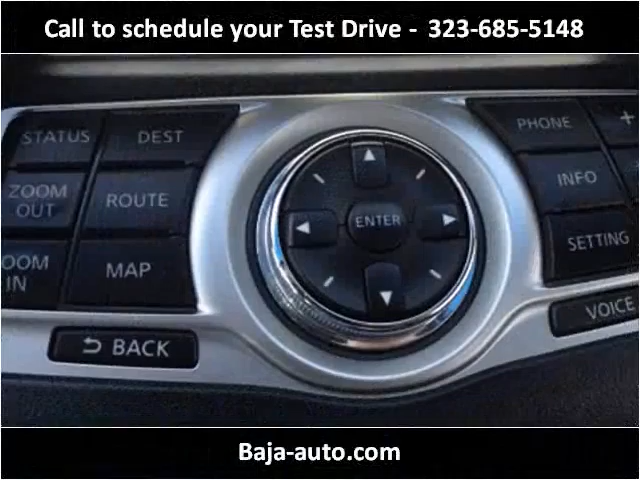 Call to schedule your Test Drive - 323-685-5148
STATUS
DEST
PHONE
+
ZOOM
OUT
ROUTE
ENTER
INFO
OOM
IN
MAP
SETTING
BACK
VOICE
Baja-auto.com